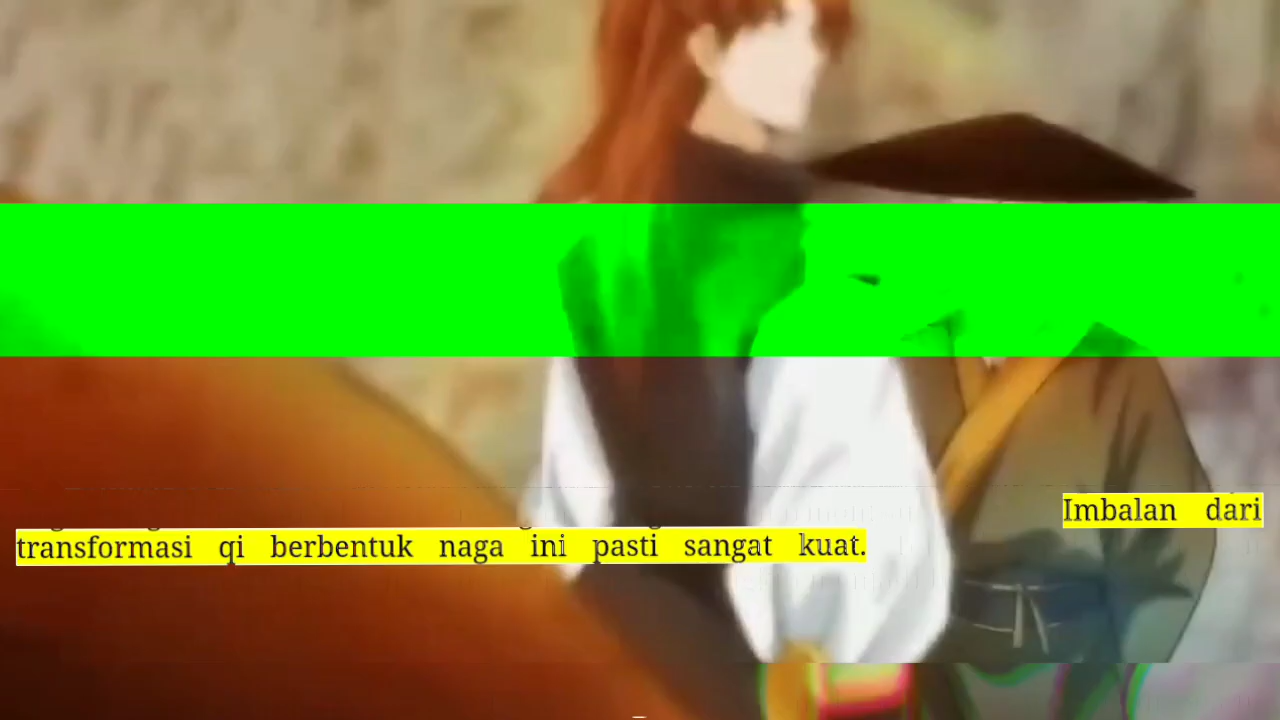 Imbalan dari
transformasi qi berbentuk naga ini pasti sangat kuat.